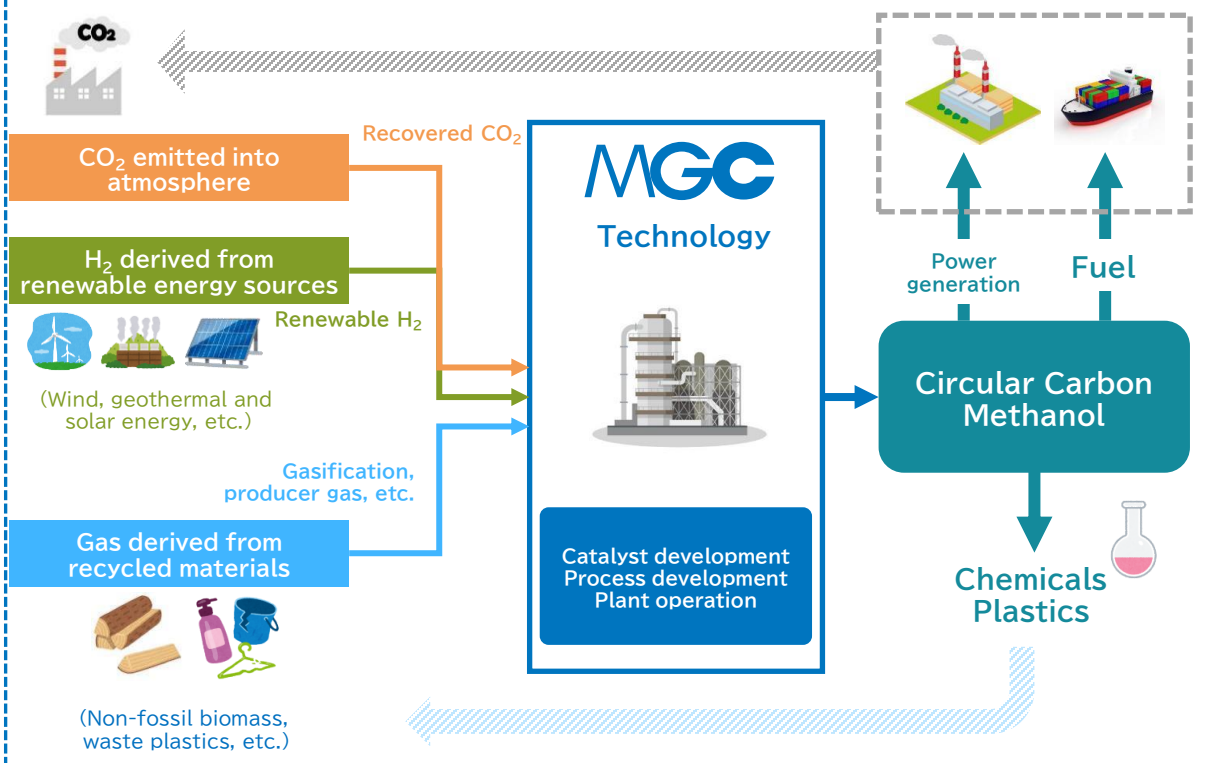 CO₂
Recovered CO₂
CO₂ emitted into
atmosphere
MGC
Technology
H₂ derived from
renewable energy sources
Renewable H₂
(Wind, geothermal and
solar energy, etc.)
Power
generation
Fuel
Circular Carbon
Methanol
Gasification,
producer gas, etc.
Gas derived from
recycled materials
Catalyst development
Process development
Plant operation
Chemicals
Plastics
(Non-fossil biomass,
waste plastics, etc.)